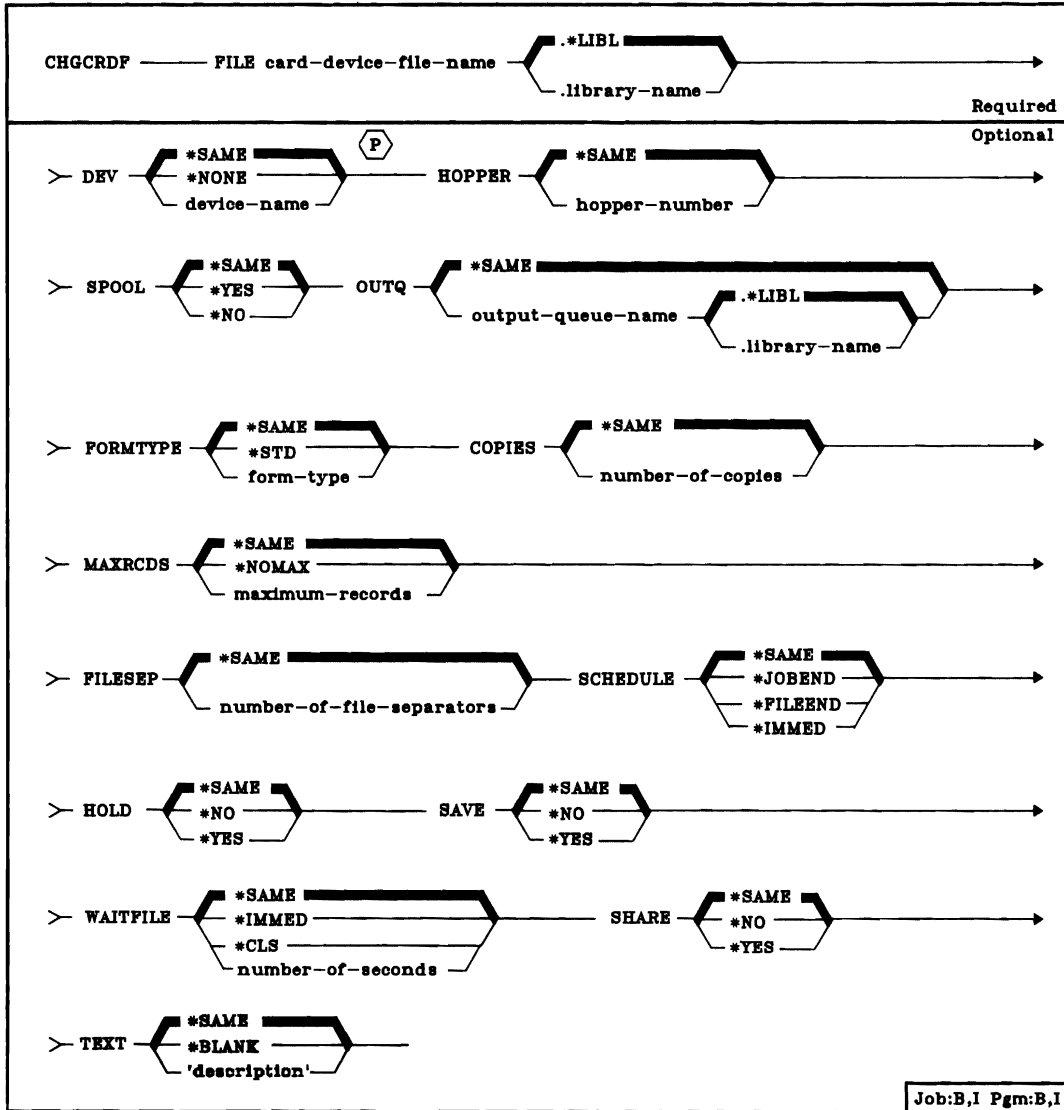 .*LIBL
CHGCRDF FILE card-device-file-name
.library-name
Required
Optional
P
*SAME *SAME
DEV *NONE HOPPER
device-name hopper-number
*SAME *SAME
SPOOL *YES OUTQ .*LIBL
*NO output-queue-name
.library-name
*SAME *SAME
FORMTYPE *STD COPIES
form-type number-of-copies
*SAME
MAXRCDS *NOMAX
maximum-records
*SAME *SAME
FILESEP SCHEDULE *JOBEND
number-of-file-separators *FILEEND
*IMMED
*SAME *SAME
HOLD *NO SAVE *NO
*YES *YES
*SAME *SAME
WAITFILE *IMMED SHARE *NO
*CLS *YES
number-of-seconds
*SAME
TEXT *BLANK
'description'
Job:B,I Pgm:B,I